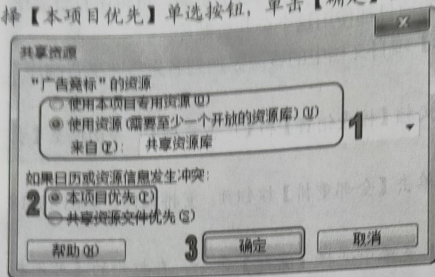 择【本项目优先】单选按钮，单击【确定】
共享资源
“广告竞标”的资源
使用本项目专用资源(O)
使用资源(需要至少一个开放的资源库)(U)
来自(F): 共享资源库
1
如果日历或资源信息发生冲突:
2
本项目优先(P)
共享资源文件优先(S)
帮助(H)
3
确定
取消